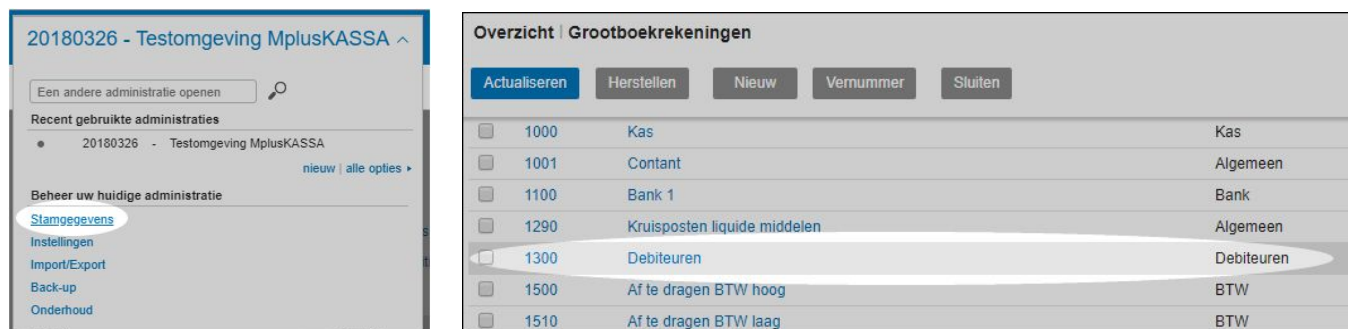 20180326 - Testomgeving MplusKASSA
Een andere administratie openen
Recent gebruikte administraties
20180326 - Testomgeving MplusKASSA
nieuw | alle opties
Beheer uw huidige administratie
Stamgegevens
Instellingen
Import/Export
Back-up
Onderhoud
Overzicht | Grootboekrekeningen
Actualiseren Herstellen Nieuw Vernummer Sluiten
1000 Kas Kas
1001 Contant Algemeen
1100 Bank 1 Bank
1290 Kruisposten liquide middelen Algemeen
1300 Debiteuren Debiteuren
1500 Af te dragen BTW hoog BTW
1510 Af te dragen BTW laag BTW